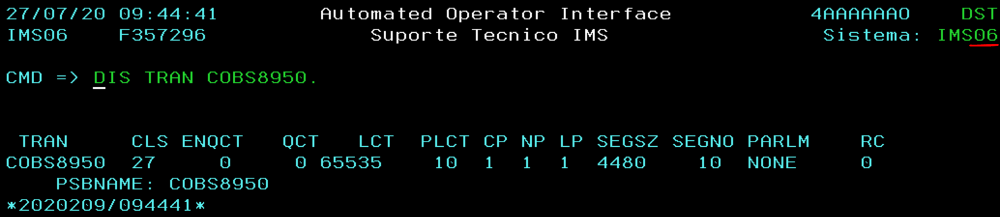 27/07/20 09:44:41 Automated Operator Interface 4AAAAAAO DST
IMS06 F357296 Suporte Tecnico IMS Sistema: IMS06
CMD => DIS TRAN COBS8950.
TRAN CLS ENQCT QCT LCT PLCT CP NP LP SEGSZ SEGNO PARLM RC
COBS8950 27 0 0 65535 10 1 1 1 4480 10 NONE 0
PSBNAME: COBS8950
*2020209/094441*